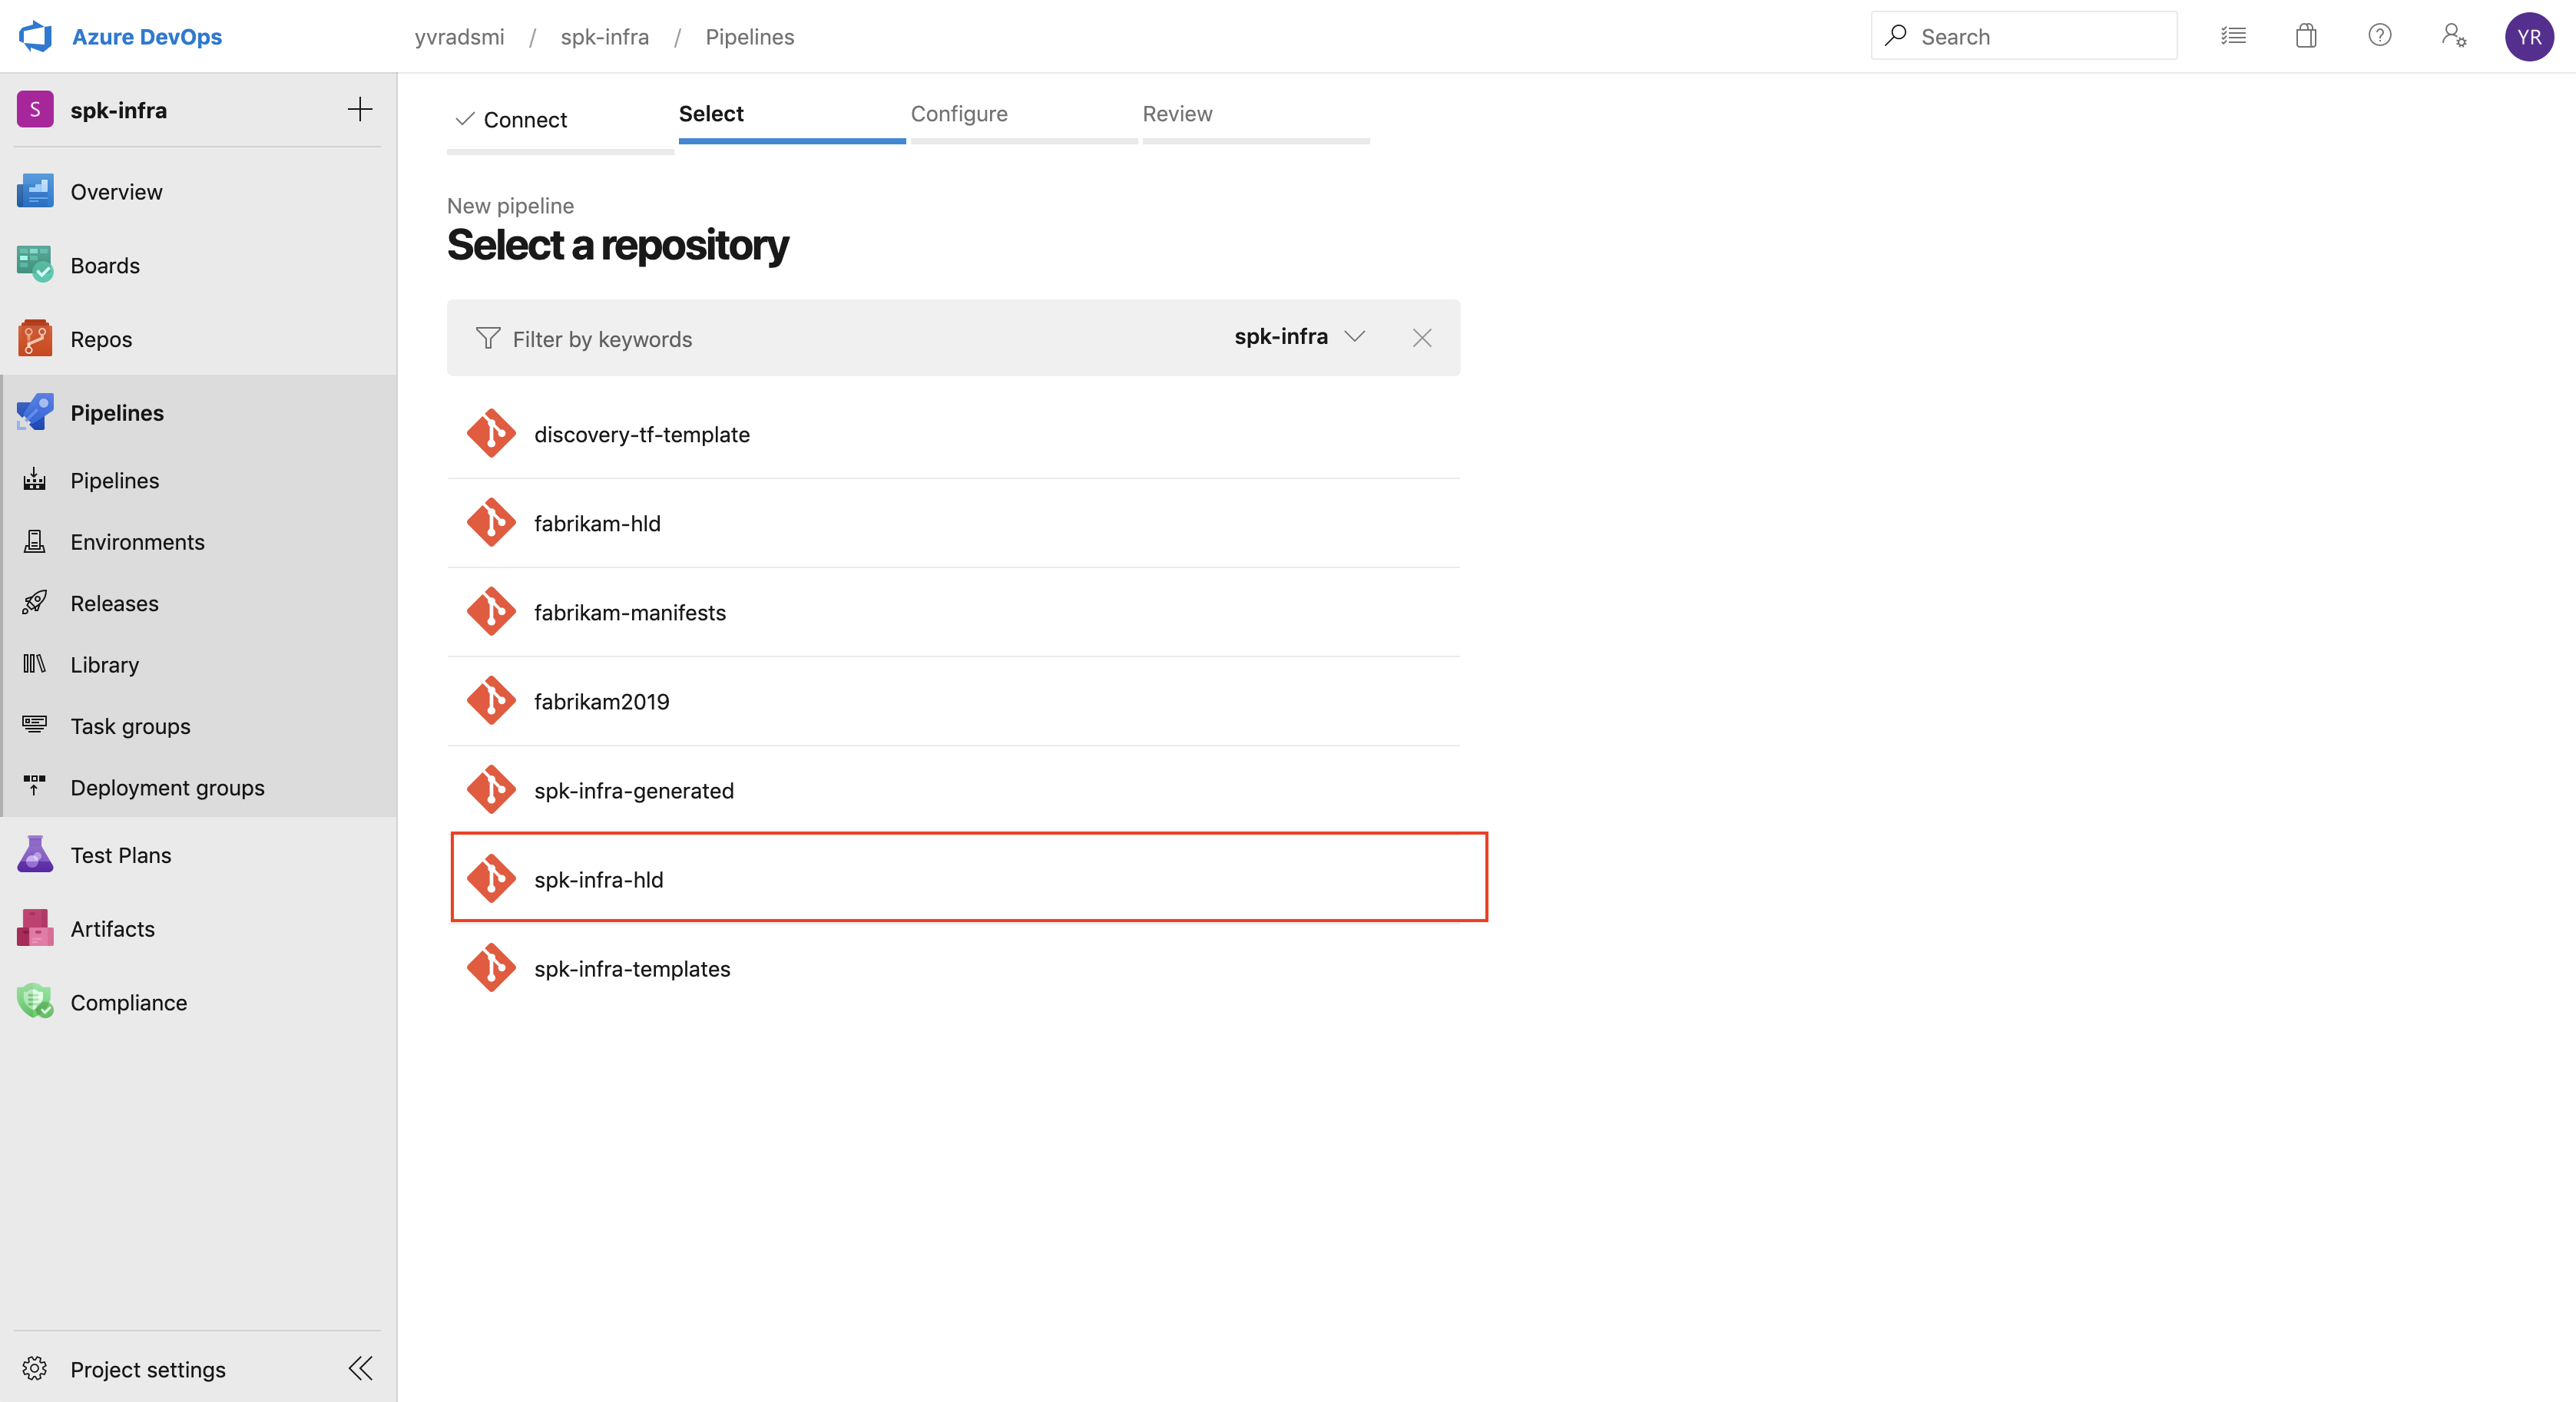 Azure DevOps
yvradsmi / spk-infra / Pipelines
Search
YR
S spk-infra
Overview
Boards
Repos
Pipelines
Pipelines
Environments
Releases
Library
Task groups
Deployment groups
Test Plans
Artifacts
Compliance
Project settings
Connect
Select
Configure
Review
New pipeline
Select a repository
Filter by keywords
spk-infra
discovery-tf-template
fabrikam-hld
fabrikam-manifests
fabrikam2019
spk-infra-generated
spk-infra-hld
spk-infra-templates